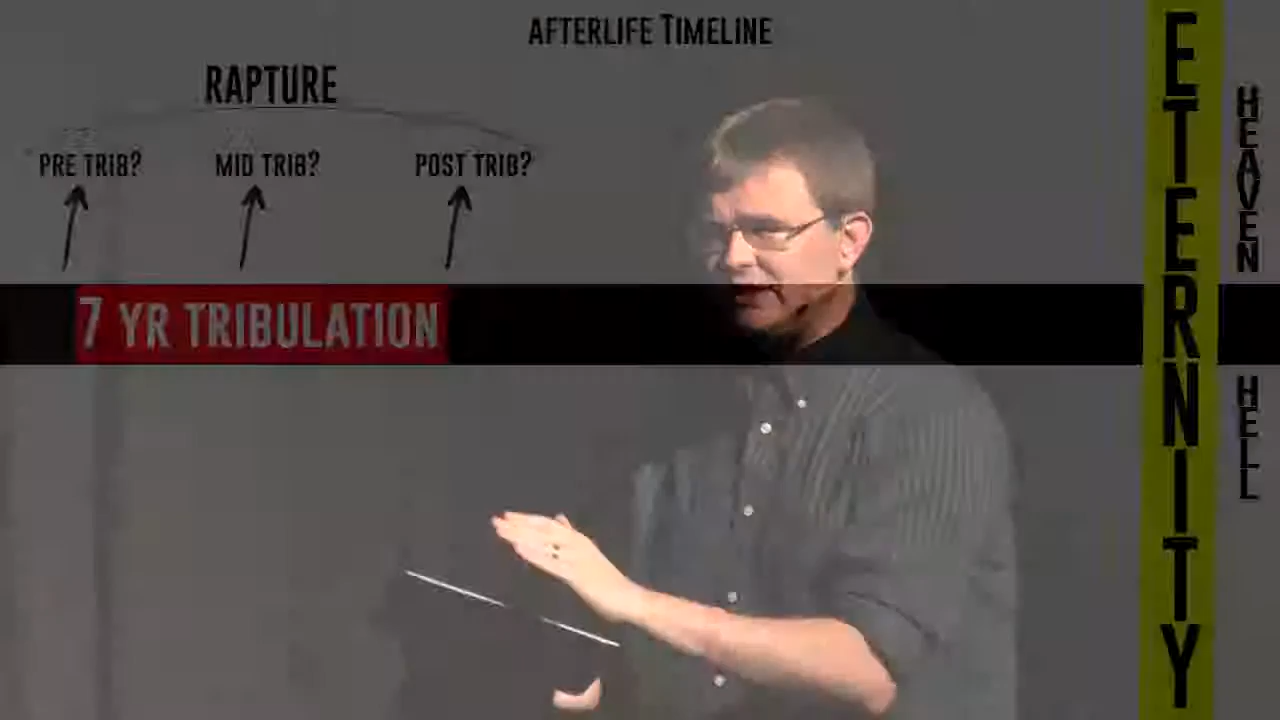 AFTERLIFE TIMELINE
RAPTURE
PRE TRIB?
MID TRIB?
POST TRIB?
7 YR TRIBULATION
ETERNITY
HEAVEN
HELL